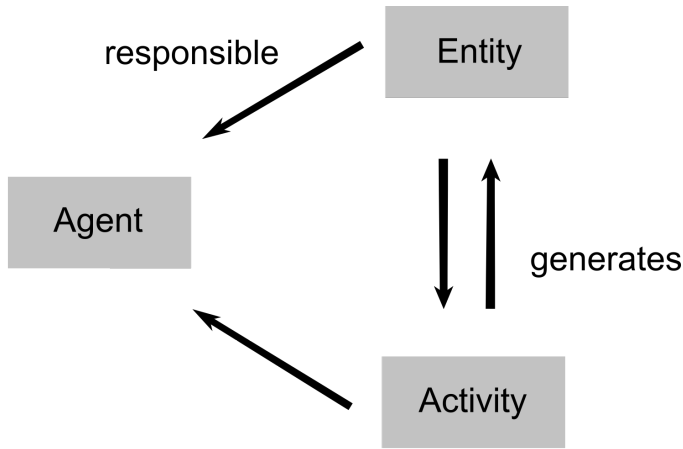 responsible
Entity
Agent
generates
Activity